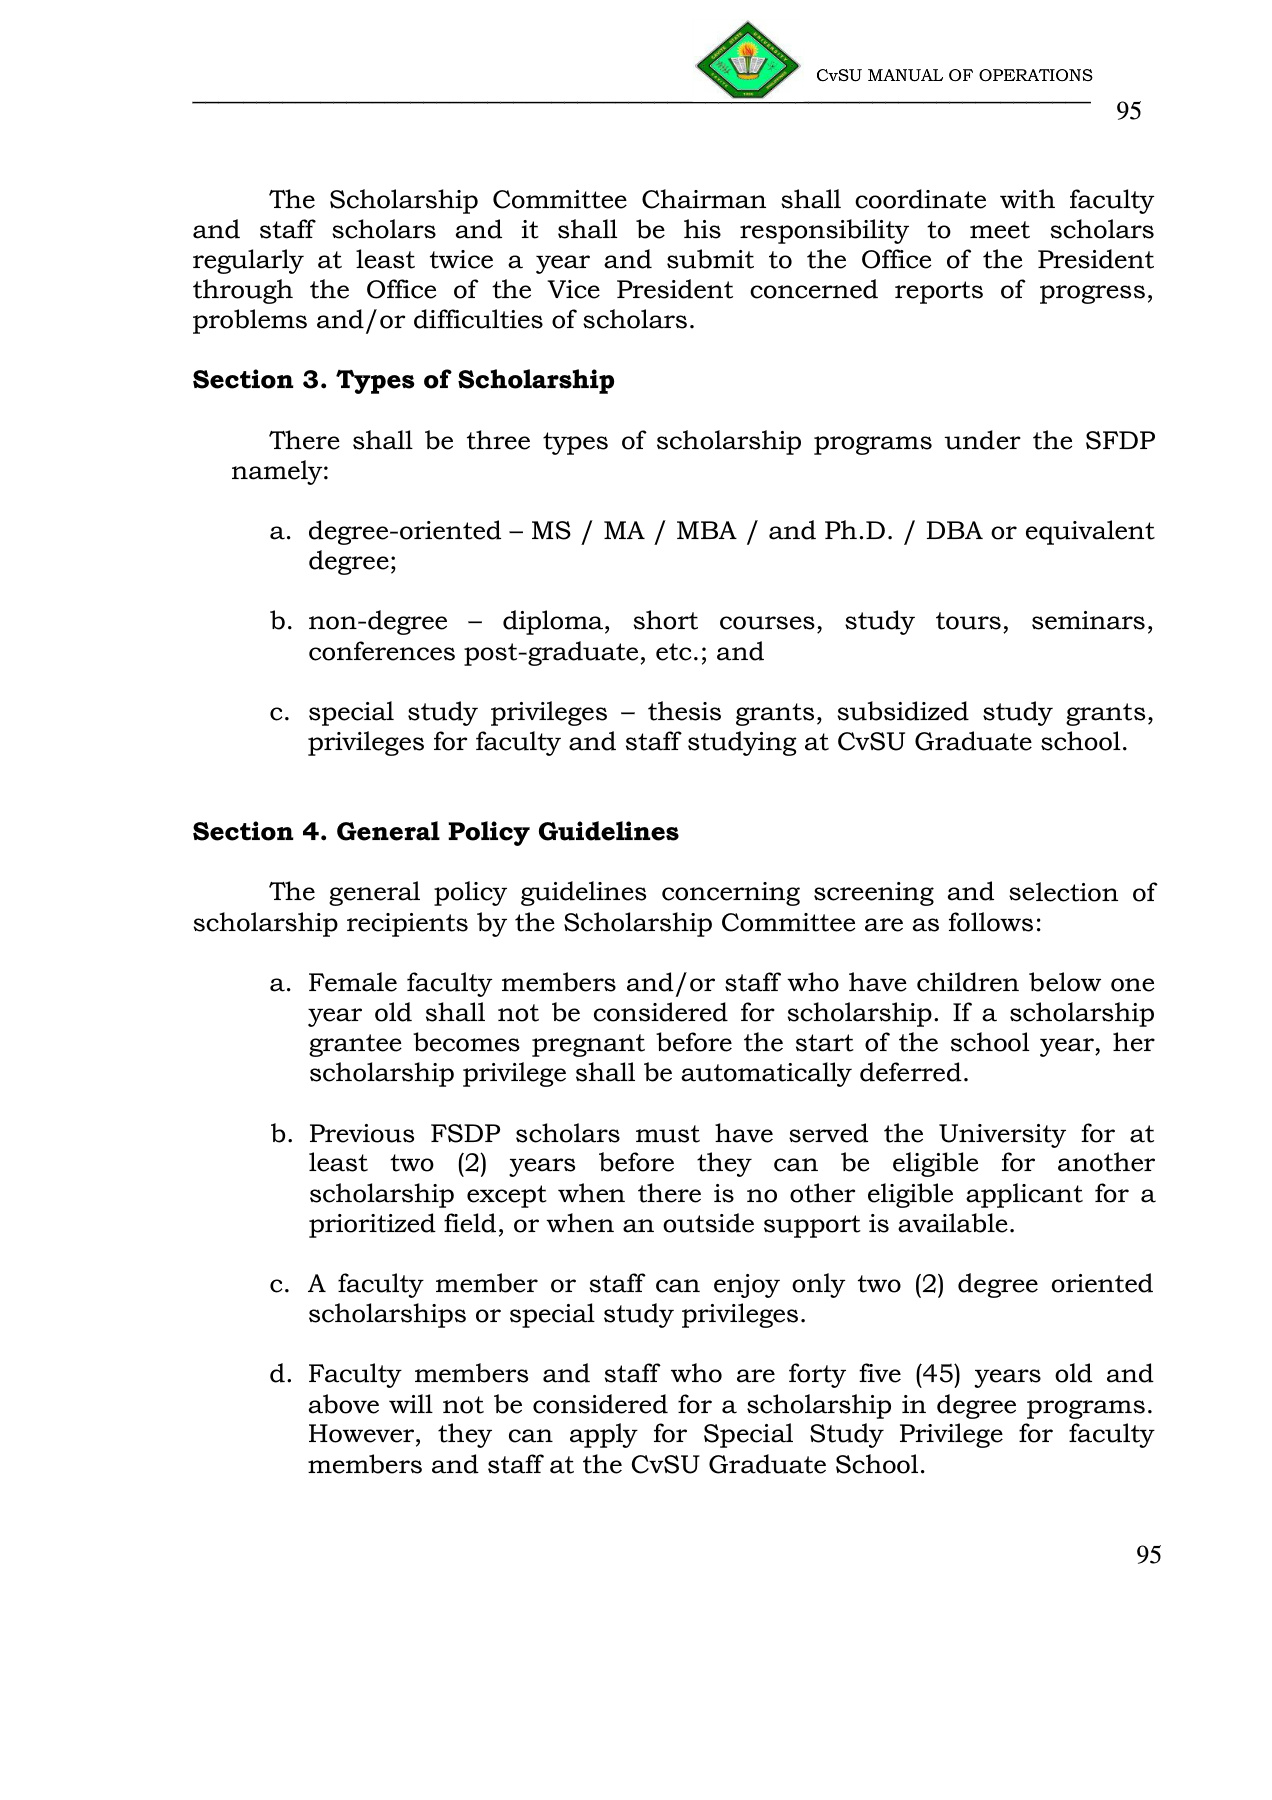 CvSU MANUAL OF OPERATIONS
95
The Scholarship Committee Chairman shall coordinate with faculty
and staff scholars and it shall be his responsibility to meet scholars
regularly at least twice a year and submit to the Office of the President
through the Office of the Vice President concerned reports of progress,
problems and/or difficulties of scholars.
Section 3. Types of Scholarship
There shall be three types of scholarship programs under the SFDP
namely:
a. degree-oriented – MS / MA / MBA / and Ph.D. / DBA or equivalent
degree;
b. non-degree – diploma, short courses, study tours, seminars,
conferences post-graduate, etc.; and
c. special study privileges – thesis grants, subsidized study grants,
privileges for faculty and staff studying at CvSU Graduate school.
Section 4. General Policy Guidelines
The general policy guidelines concerning screening and selection of
scholarship recipients by the Scholarship Committee are as follows:
a. Female faculty members and/or staff who have children below one
year old shall not be considered for scholarship. If a scholarship
grantee becomes pregnant before the start of the school year, her
scholarship privilege shall be automatically deferred.
b. Previous FSDP scholars must have served the University for at
least two (2) years before they can be eligible for another
scholarship except when there is no other eligible applicant for a
prioritized field, or when an outside support is available.
c. A faculty member or staff can enjoy only two (2) degree oriented
scholarships or special study privileges.
d. Faculty members and staff who are forty five (45) years old and
above will not be considered for a scholarship in degree programs.
However, they can apply for Special Study Privilege for faculty
members and staff at the CvSU Graduate School.
95